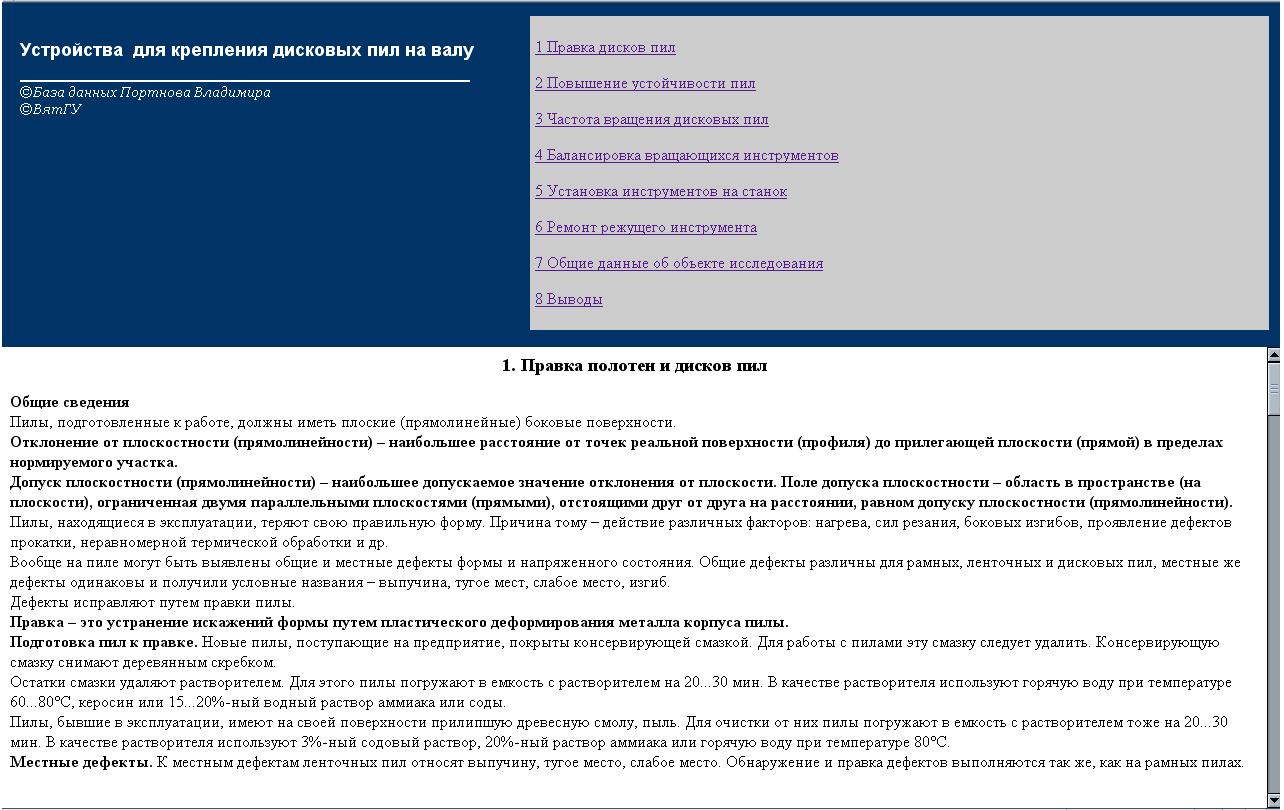 Устройства для крепления дисковых пил на валу
©База данных Портнова Владимира
©ВятГУ
1 Правка дисков пил
2 Повышение устойчивости пил
3 Частота вращения дисковых пил
4 Балансировка вращающихся инструментов
5 Установка инструментов на станок
6 Ремонт режущего инструмента
7 Общие данные об объекте исследования
8 Выводы
1. Правка полотен и дисков пил
Общие сведения
Пилы, подготовленные к работе, должны иметь плоские (прямолинейные) боковые поверхности.
Отклонение от плоскостности (прямолинейности) – наибольшее расстояние от точек реальной поверхности (профиля) до прилегающей плоскости (прямой) в пределах
нормируемого участка.
Допуск плоскостности (прямолинейности) – наибольшее допускаемое значение отклонения от плоскости. Поле допуска плоскостности – область в пространстве (на
плоскости), ограниченная двумя параллельными плоскостями (прямыми), отстоящими друг от друга на расстоянии, равном допуску плоскостности (прямолинейности).
Пилы, находящиеся в эксплуатации, теряют свою правильную форму. Причина тому – действие различных факторов: нагрева, сил резания, боковых изгибов, проявление дефектов
прокатки, неравномерной термической обработки и др.
Вообще на пиле могут быть выявлены общие и местные дефекты формы и напряженного состояния. Общие дефекты различны для рамных, ленточных и дисковых пил, местные же
дефекты одинаковы и получили условные названия – выпучина, тугое мест, слабое место, изгиб.
Дефекты исправляют путем правки пилы.
Правка – это устранение искажений формы путем пластического деформирования металла корпуса пилы.
Подготовка пил к правке. Новые пилы, поступающие на предприятие, покрыты консервирующей смазкой. Для работы с пилами эту смазку следует удалить. Консервирующую
смазку снимают деревянным скребком.
Остатки смазки удаляют растворителем. Для этого пилы погружают в емкость с растворителем на 20...30 мин. В качестве растворителя используют горячую воду при температуре
60...80°С, керосин или 15...20%-ный водный раствор аммиака или соды.
Пилы, бывшие в эксплуатации, имеют на своей поверхности прилипшую древесную смолу, пыль. Для очистки от них пилы погружают в емкость с растворителем тоже на 20...30
мин. В качестве растворителя используют 3%-ный содовый раствор, 20%-ный раствор аммиака или горячую воду при температуре 80°С.
Местные дефекты. К местным дефектам ленточных пил относят выпучину, тугое место, слабое место. Обнаружение и правка дефектов выполняются так же, как на рамных пилах.